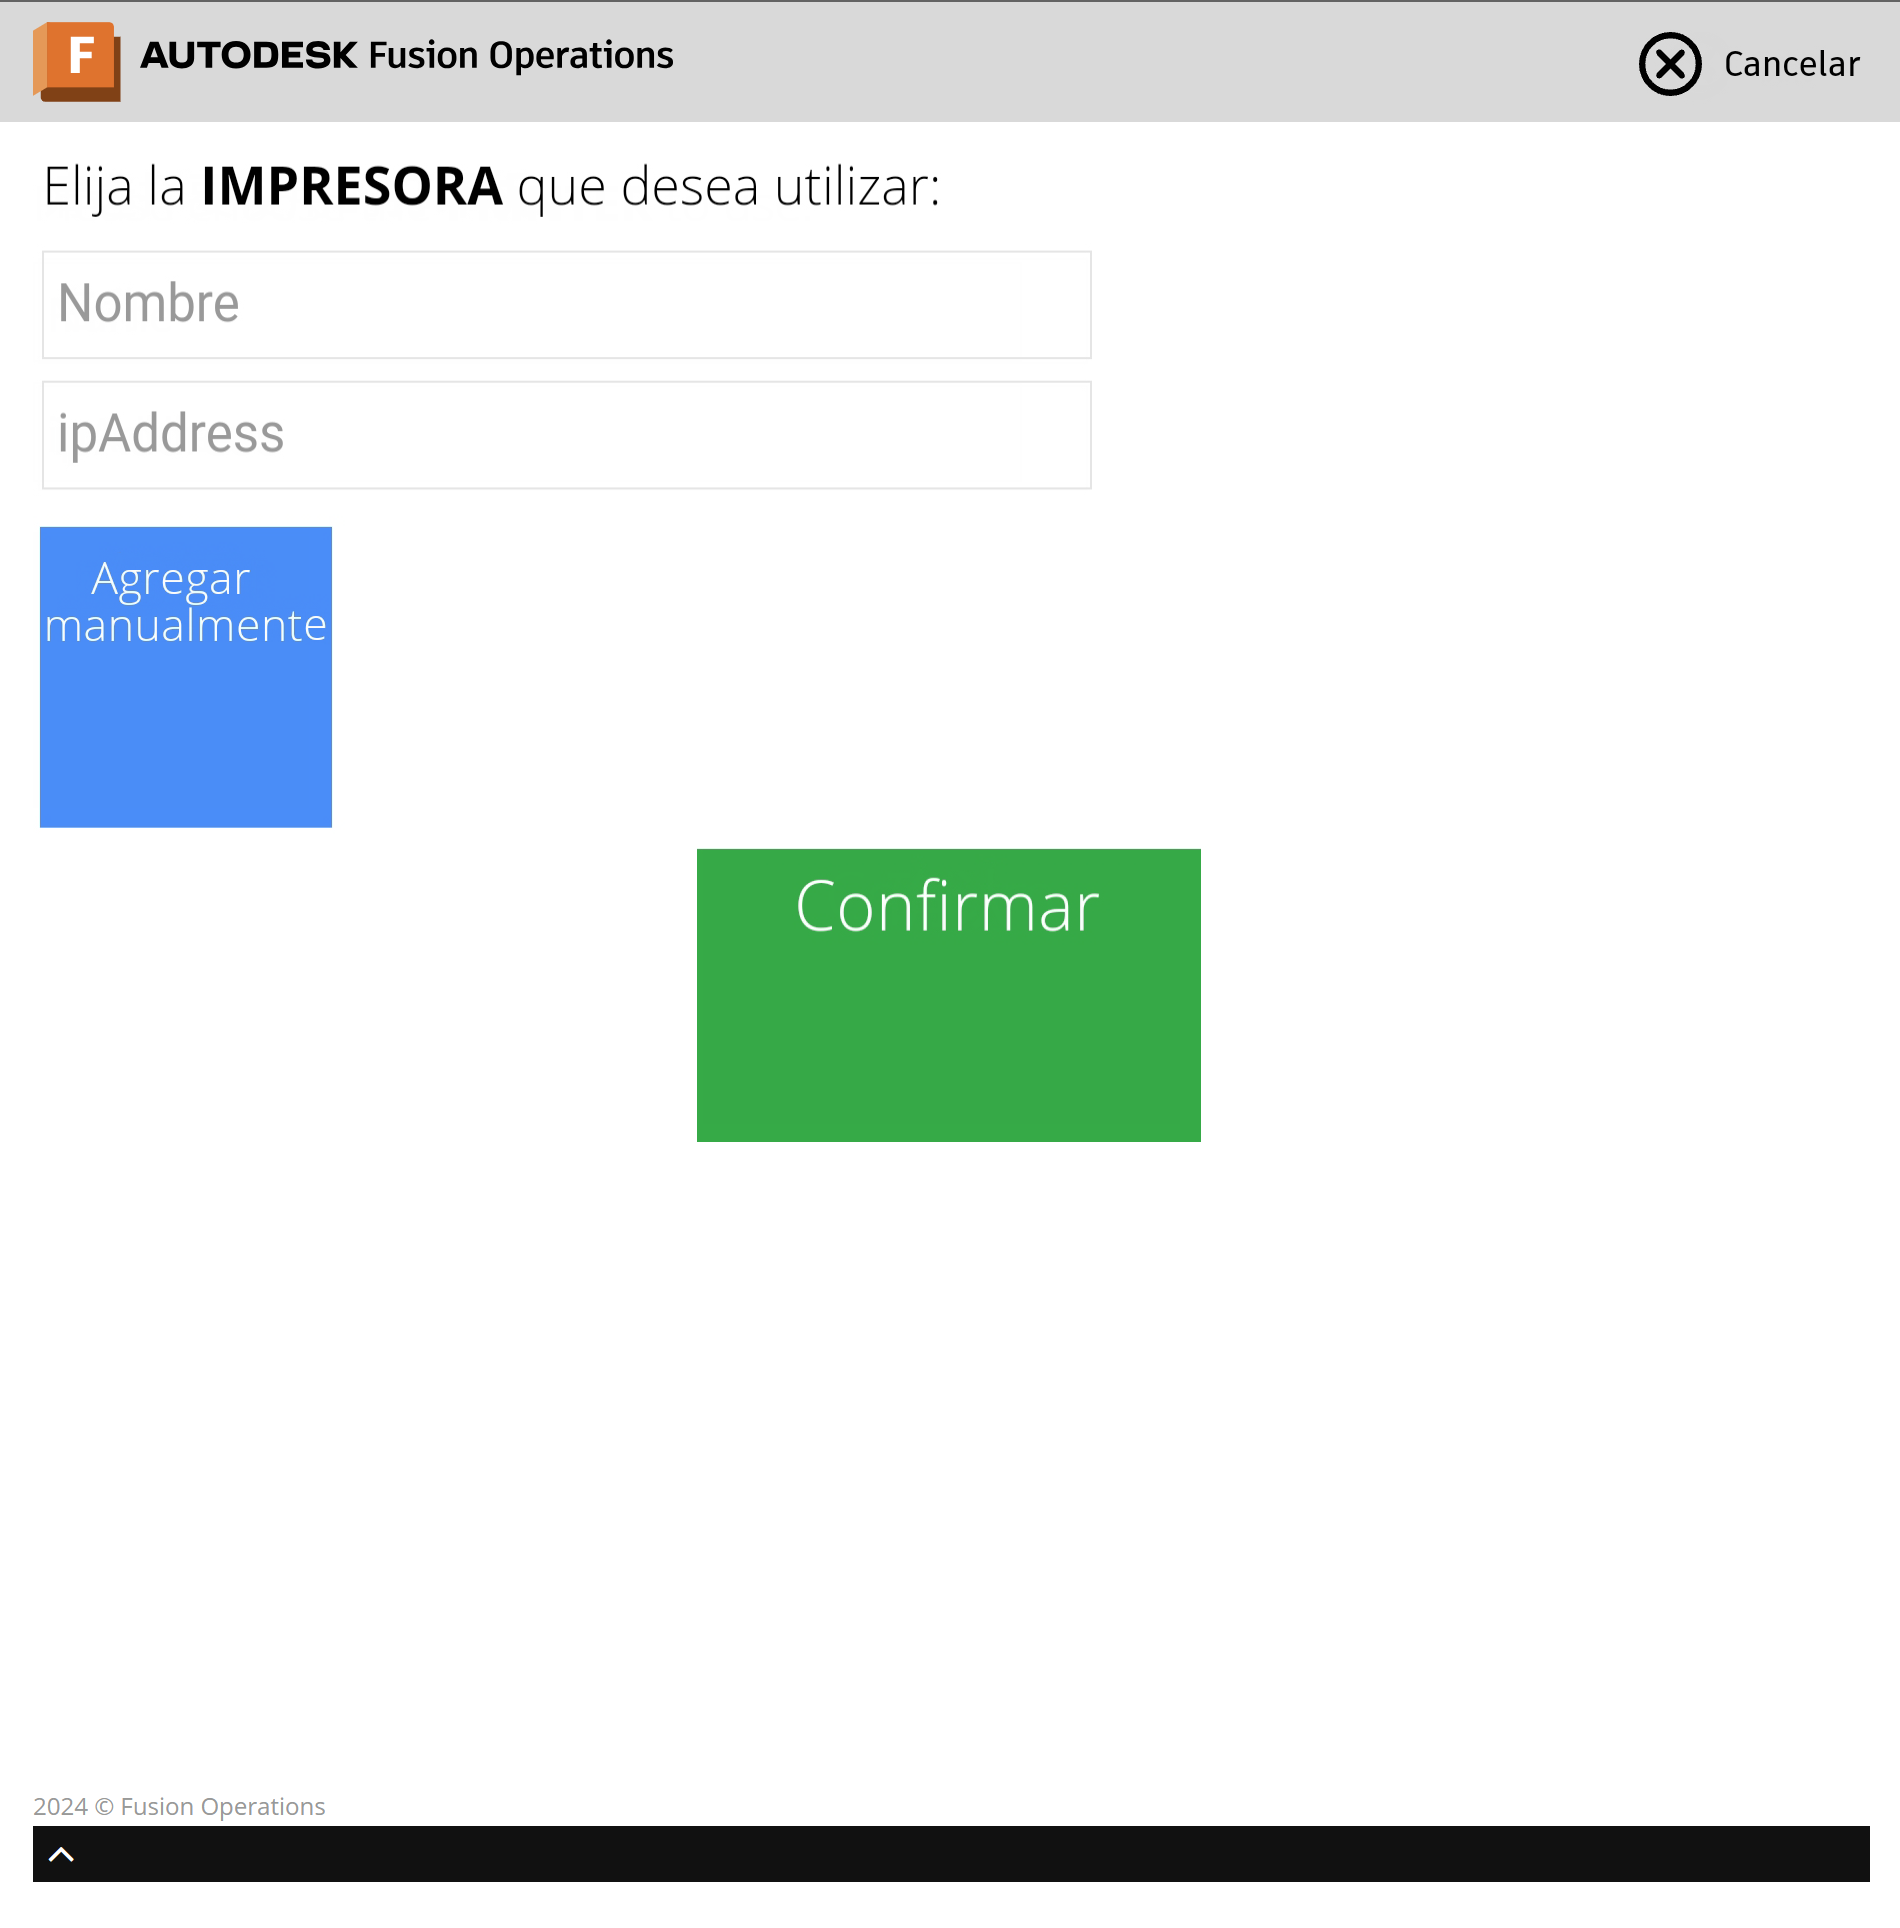 F AUTODESK Fusion Operations
Cancelar
Elija la IMPRESORA que desea utilizar:
Nombre
ipAddress
Agregar
manualmente
Confirmar
2024 © Fusion Operations